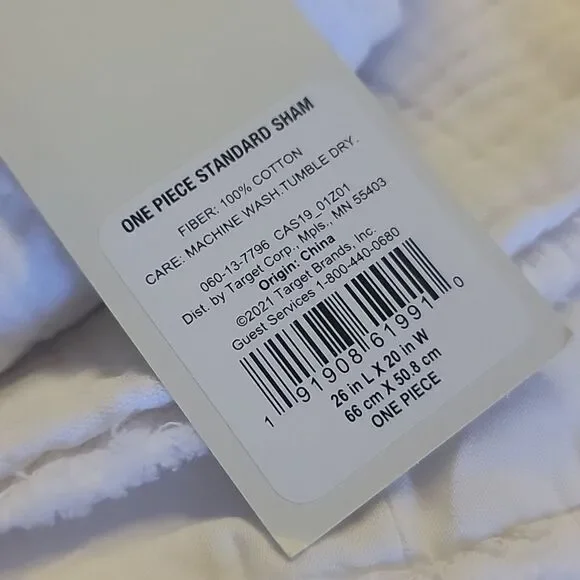 ONE PIECE STANDARD SHAM
FIBER: 100% COTTON
CARE: MACHINE WASH.TUMBLE DRY.
060-13-7796 CAS19_01Z01
Dist. by Target Corp., Mpls., MN 55403
Origin: China
©2021 Target Brands, Inc.
Guest Services 1-800-440-0680
1 91908 61991 0
26 in L X 20 in W
66 cm X 50.8 cm
ONE PIECE